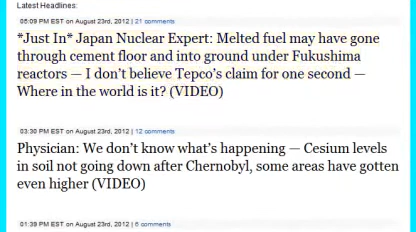 Latest Headlines:
08:09 PM EST on August 23rd, 2012 | 21 comments
*Just In* Japan Nuclear Expert: Melted fuel may have gone
through cement floor and into ground under Fukushima
reactors — I don't believe Tepco's claim for one second —
Where in the world is it? (VIDEO)
03:30 PM EST on August 23rd, 2012 | 12 comments
Physician: We don't know what's happening — Cesium levels
in soil not going down after Chernobyl, some areas have gotten
even higher (VIDEO)
01:39 PM EST on August 23rd, 2012 | 6 comments